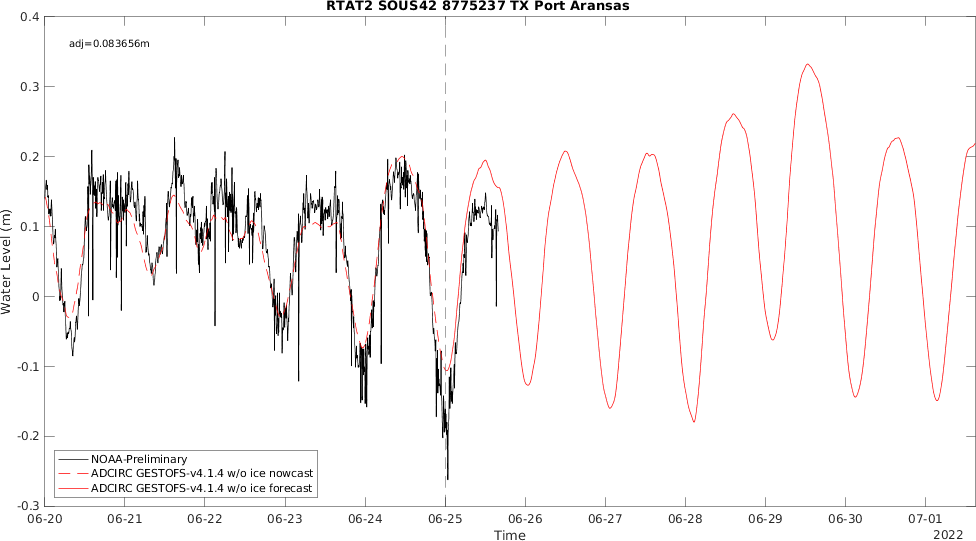 RTAT2 SOUS42 8775237 TX Port Aransas
adj=0.083656m
Water Level (m)
0.4
0.3
0.2
0.1
0
-0.1
-0.2
-0.3
NOAA-Preliminary
ADCIRC GESTOFS-v4.1.4 w/o ice nowcast
ADCIRC GESTOFS-v4.1.4 w/o ice forecast
06-20 06-21 06-22 06-23 06-24 06-25 06-26 06-27 06-28 06-29 06-30 07-01
Time
2022